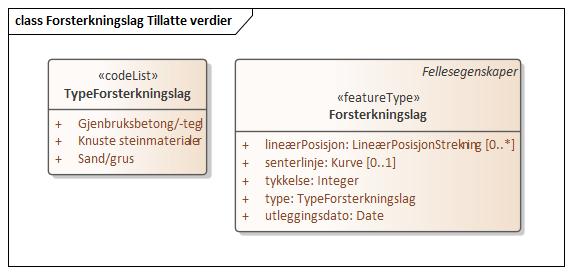 class Forsterkningslag Tillatte verdier
«codeList»
TypeForsterkningslag
+ Gjenbruksbetong/-tegl
+ Knuste steinmaterialer
+ Sand/grus
Fellesegenskaper
«featureType»
Forsterkningslag
+ lineærPosisjon: LineærPosisjonStrekning [0..*]
+ senterlinje: Kurve [0..1]
+ tykkelse: Integer
+ type: TypeForsterkningslag
+ utleggingsdato: Date